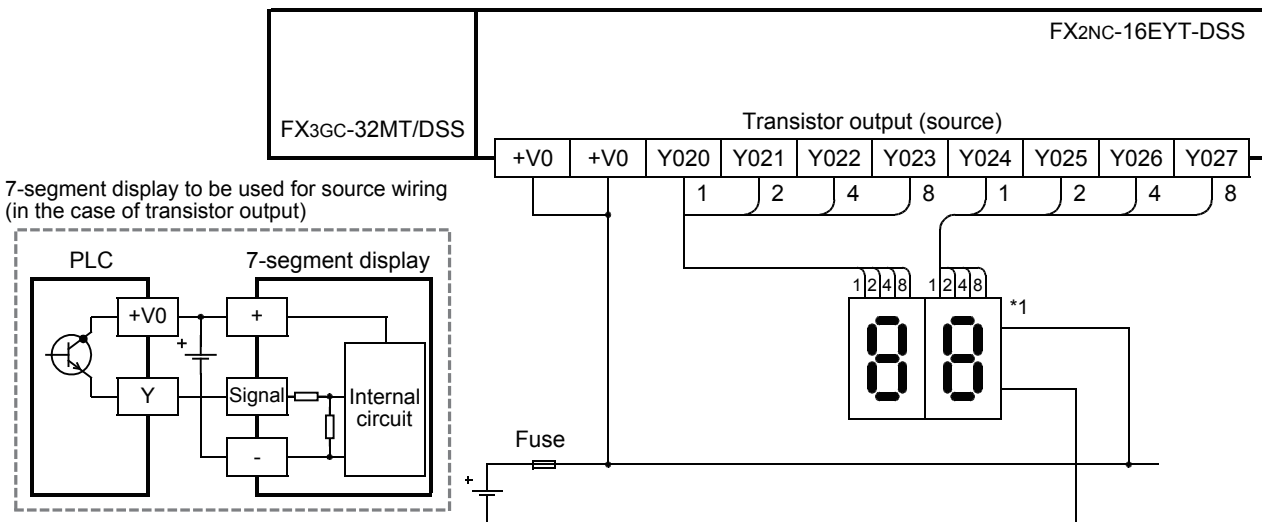 FX2NC-16EYT-DSS
FX3GC-32MT/DSS
Transistor output (source)
+V0 +V0 Y020 Y021 Y022 Y023 Y024 Y025 Y026 Y027
1 2 4 8 1 2 4 8
7-segment display to be used for source wiring
(in the case of transistor output)
PLC 7-segment display
+V0 +
+
Y Signal Internal
circuit
-
1 2 4 8 1 2 4 8
*1
Fuse
+